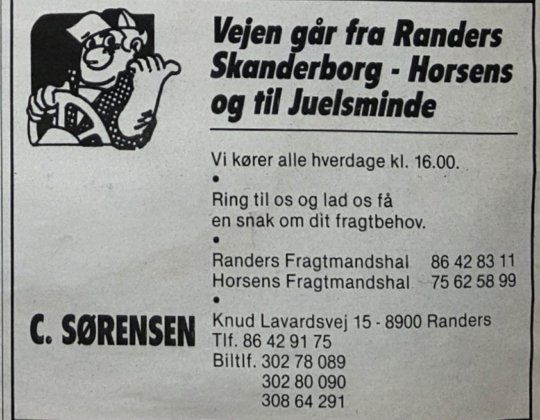 Vejen går fra Randers
Skanderborg - Horsens
og til Juelsminde
Vi kører alle hverdage kl. 16.00.
•
Ring til os og lad os få
en snak om dit fragtbehov.
•
Randers Fragtmandshal 86 42 83 11
Horsens Fragtmandshal 75 62 58 99
•
C. SØRENSEN
Knud Lavardsvej 15 - 8900 Randers
Tlf. 86 42 91 75
Biltlf. 302 78 089
302 80 090
308 64 291